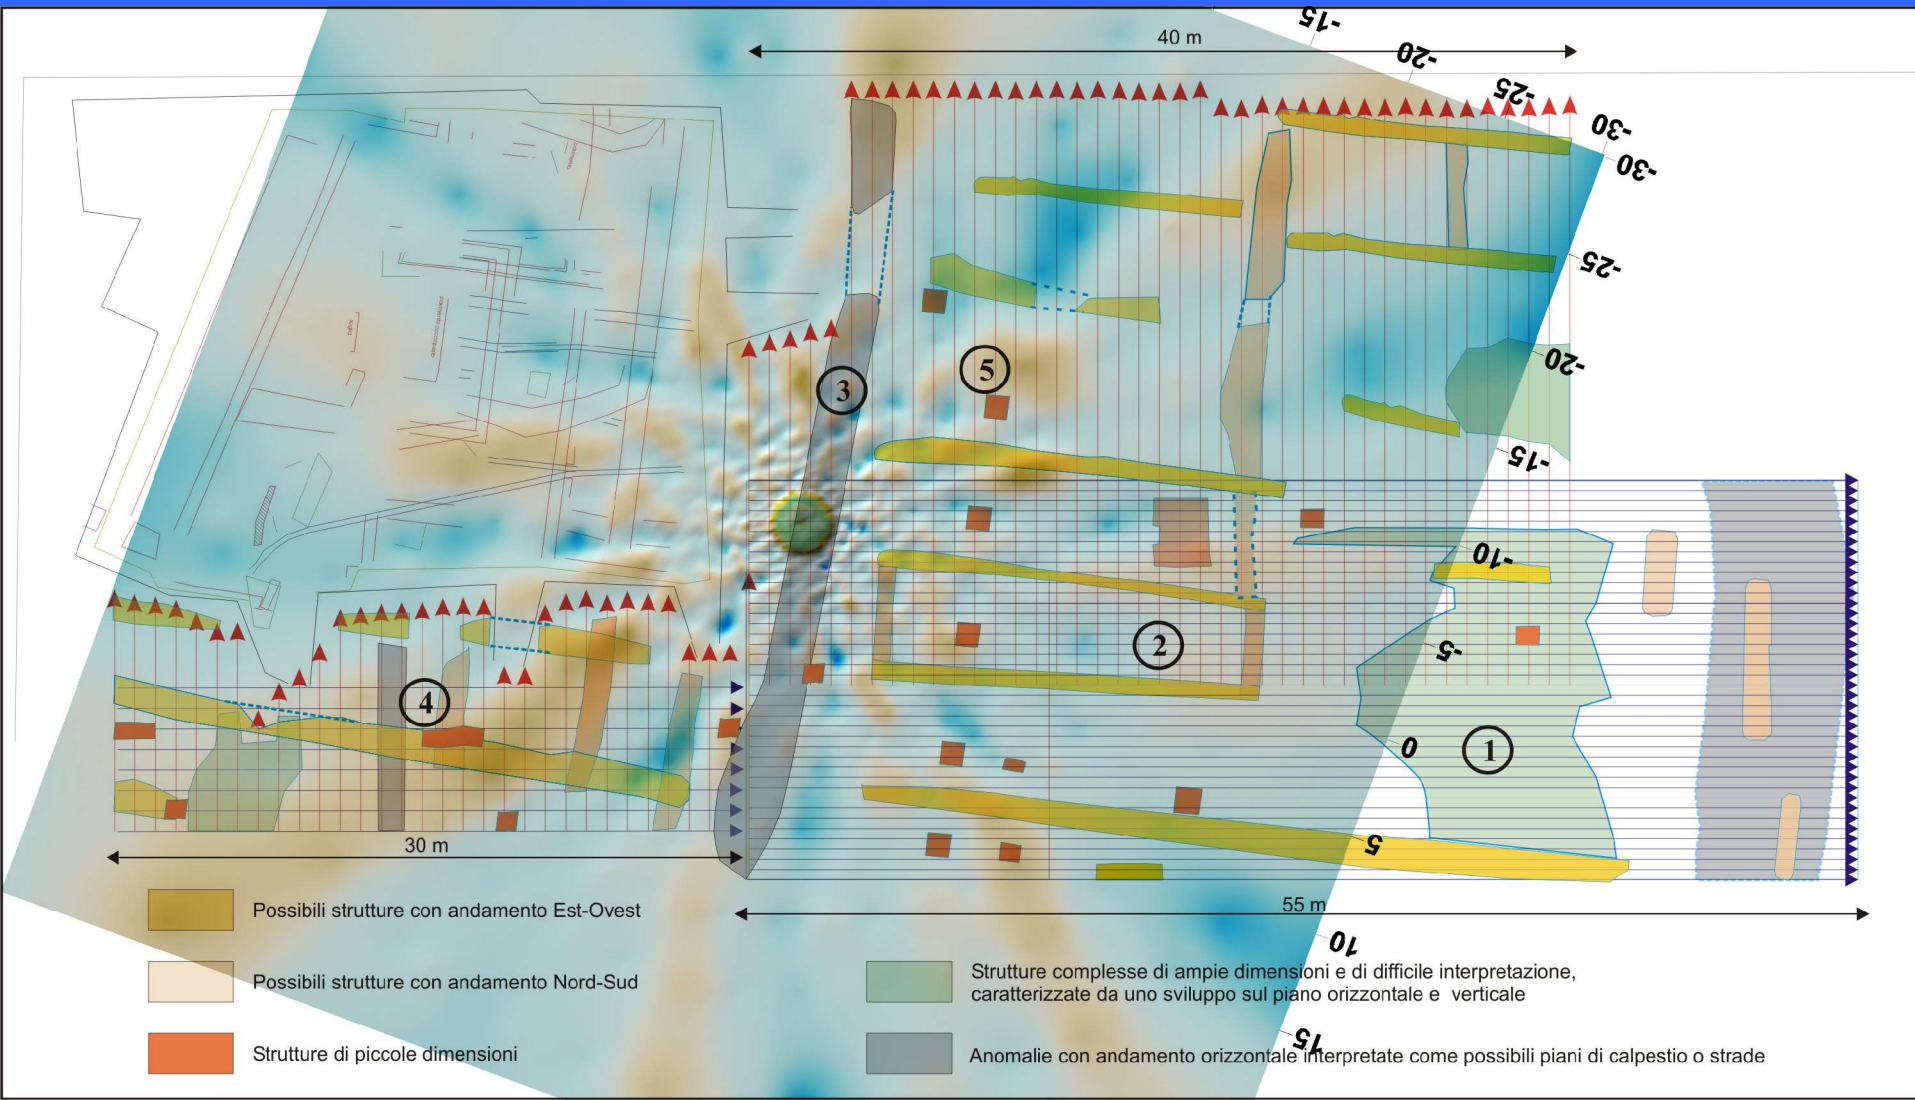 -15
40 m
-20
-25
-30
-30
-25
3
5
-20
-15
-10
2
-5
4
0
1
5
30 m
55 m
10
Possibili strutture con andamento Est-Ovest
Possibili strutture con andamento Nord-Sud
Strutture di piccole dimensioni
Strutture complesse di ampie dimensioni e di difficile interpretazione,
caratterizzate da uno sviluppo sul piano orizzontale e verticale
15
Anomalie con andamento orizzontale interpretate come possibili piani di calpestio o strade